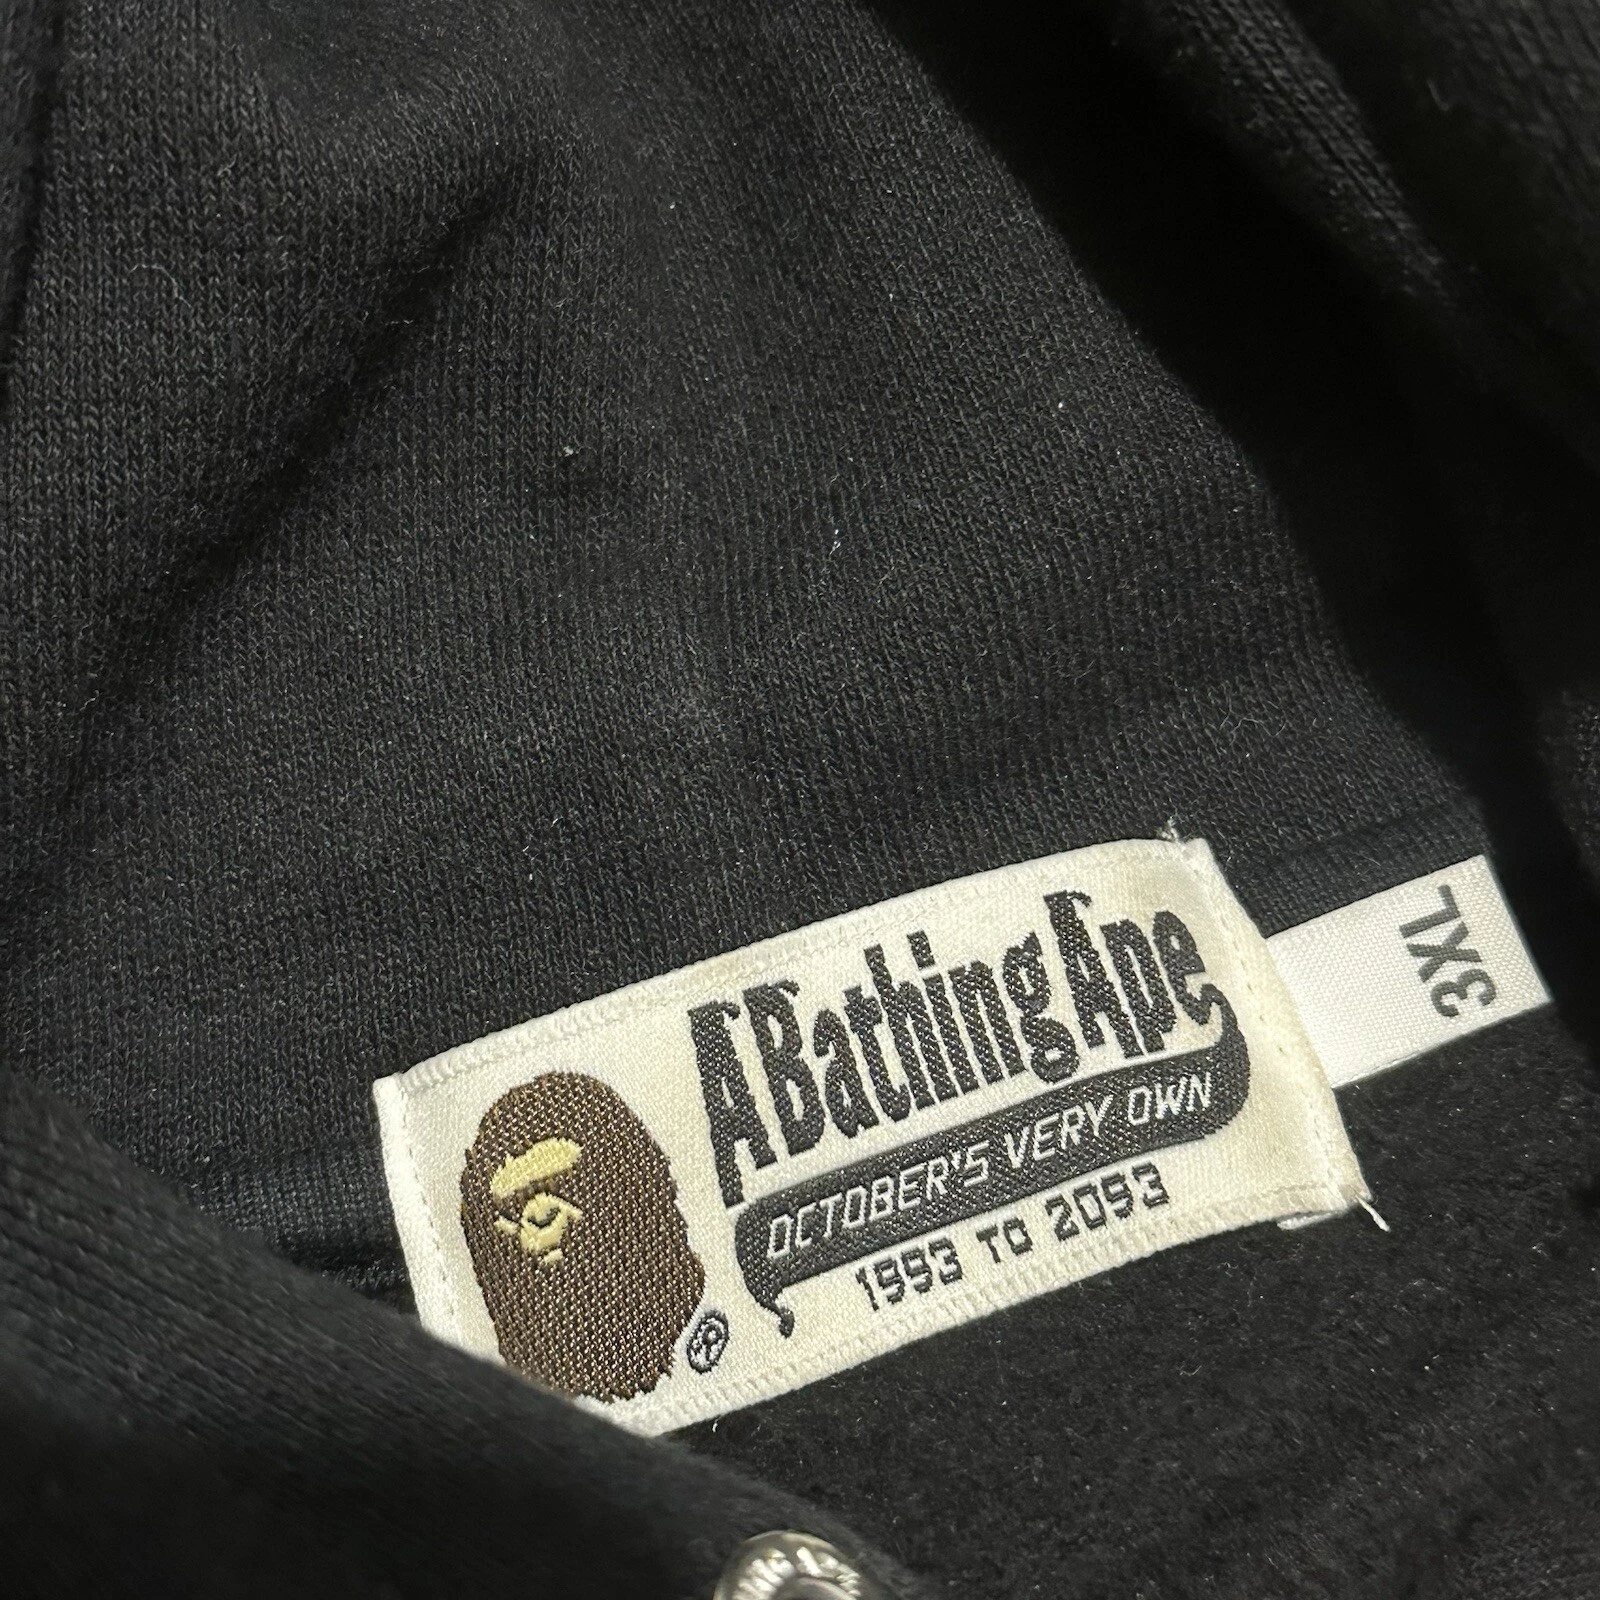 A Bathing Ape
OCTOBER'S VERY OWN
1993 TO 2093
®
3XL